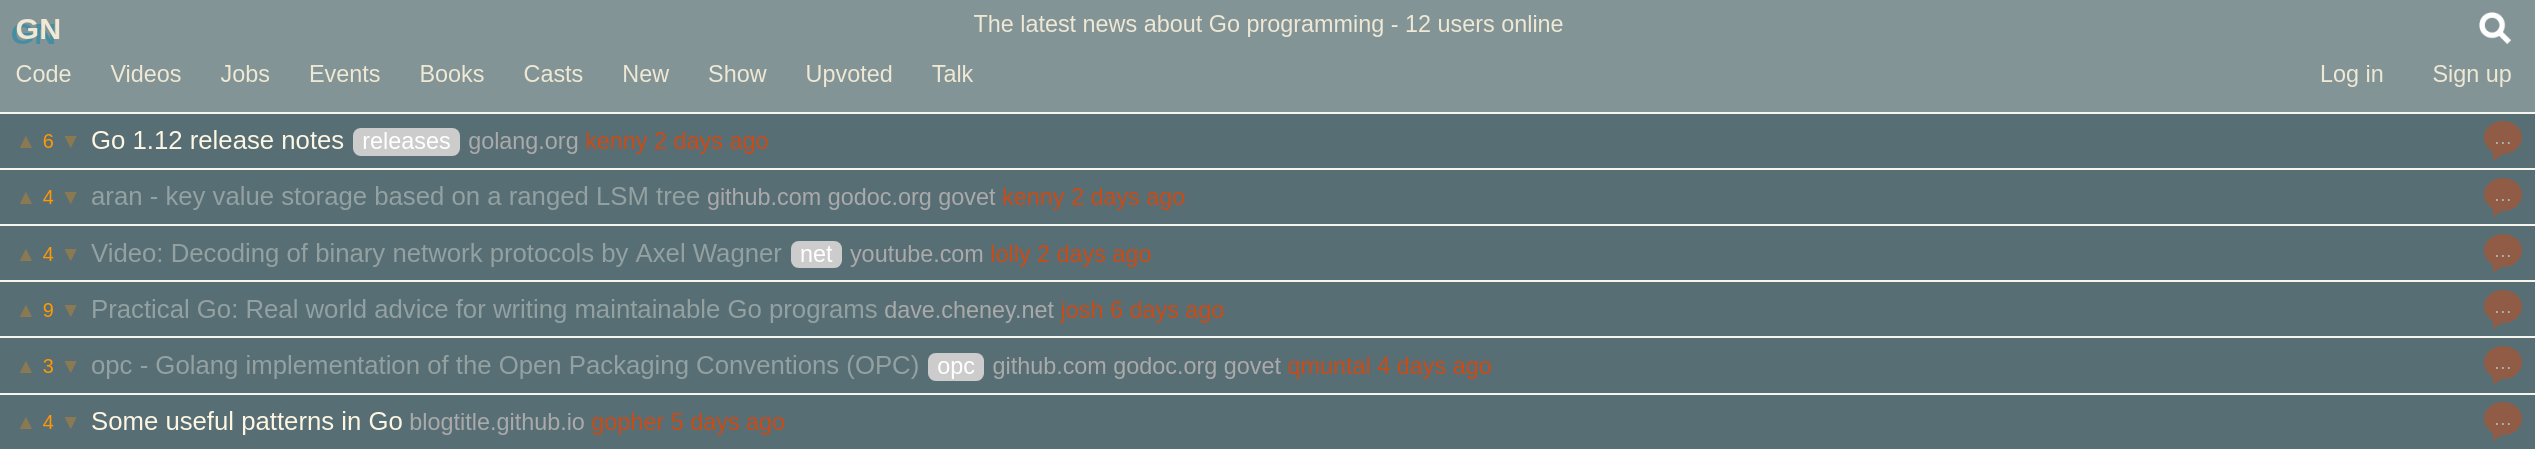 GN
The latest news about Go programming - 12 users online
Code Videos Jobs Events Books Casts New Show Upvoted Talk Log in Sign up
▲ 6 ▼ Go 1.12 release notes releases golang.org kenny 2 days ago ...
▲ 4 ▼ aran - key value storage based on a ranged LSM tree github.com godoc.org govet kenny 2 days ago ...
▲ 4 ▼ Video: Decoding of binary network protocols by Axel Wagner net youtube.com lolly 2 days ago ...
▲ 9 ▼ Practical Go: Real world advice for writing maintainable Go programs dave.cheney.net josh 6 days ago ...
▲ 3 ▼ opc - Golang implementation of the Open Packaging Conventions (OPC) opc github.com godoc.org govet qmuntal 4 days ago ...
▲ 4 ▼ Some useful patterns in Go blogtitle.github.io gopher 5 days ago ...